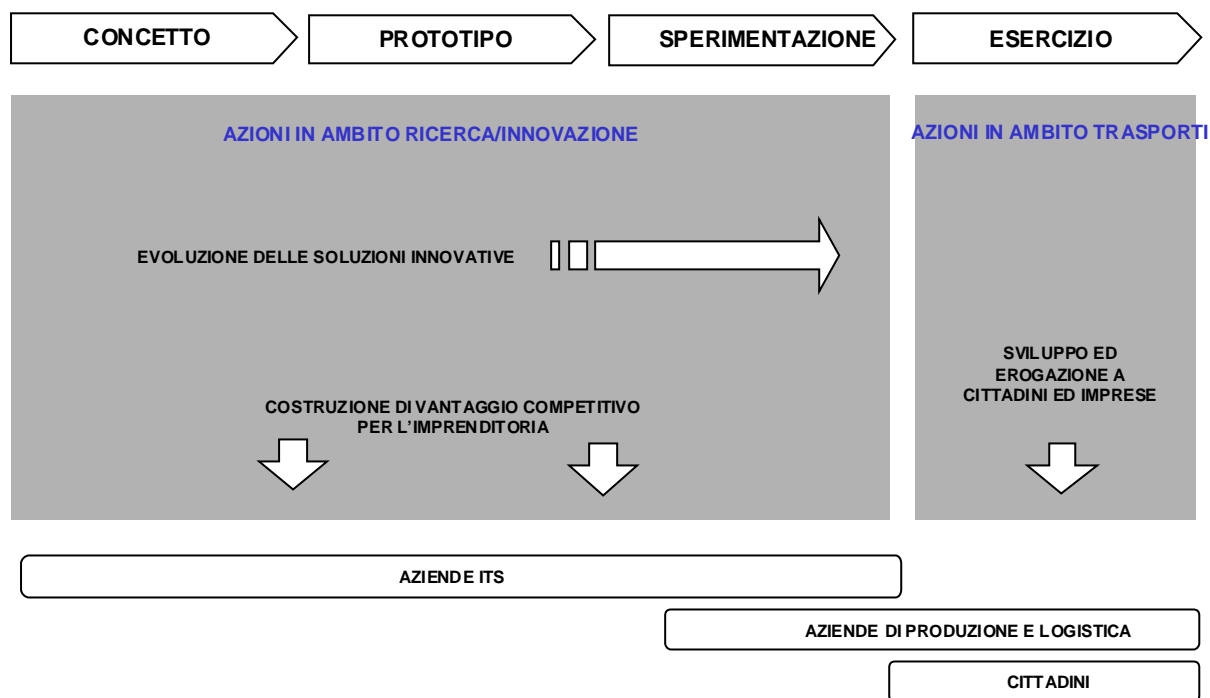 CONCETTO
PROTOTIPO
SPERIMENTAZIONE
ESERCIZIO
AZIONI IN AMBITO RICERCA/INNOVAZIONE
AZIONI IN AMBITO TRASPORTI
EVOLUZIONE DELLE SOLUZIONI INNOVATIVE
SVILUPPO ED
EROGAZIONE A
CITTADINI ED IMPRESE
COSTRUZIONE DI VANTAGGIO COMPETITIVO
PER L'IMPRENDITORIA
AZIENDE ITS
AZIENDE DI PRODUZIONE E LOGISTICA
CITTADINI